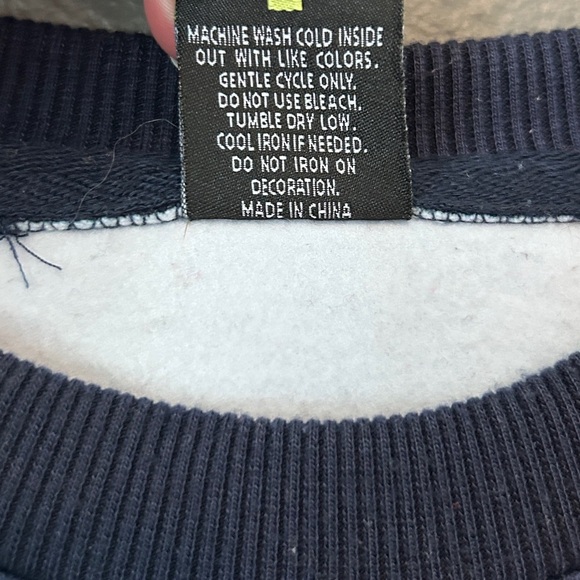 MACHINE WASH COLD INSIDE
OUT WITH LIKE COLORS.
GENTLE CYCLE ONLY.
DO NOT USE BLEACH.
TUMBLE DRY LOW.
COOL IRON IF NEEDED.
DO NOT IRON ON
DECORATION.
MADE IN CHINA